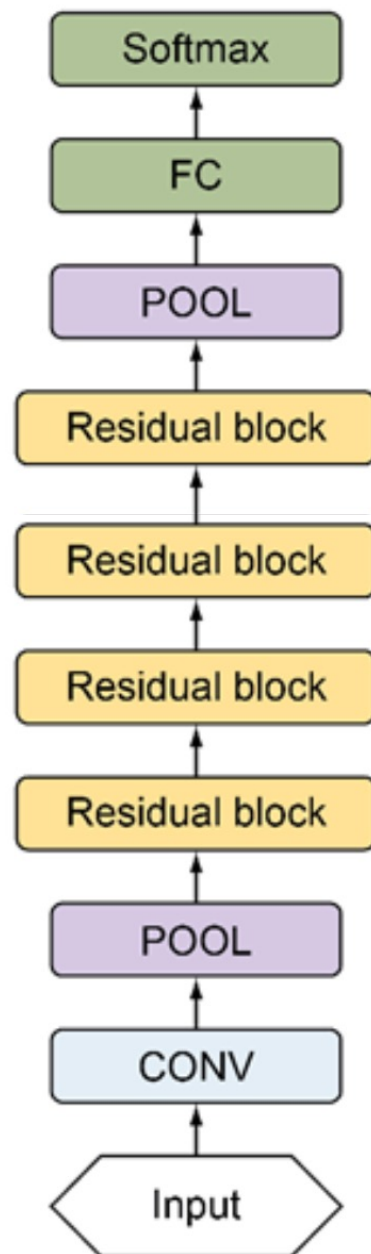 Softmax
FC
POOL
Residual block
Residual block
Residual block
Residual block
POOL
CONV
Input